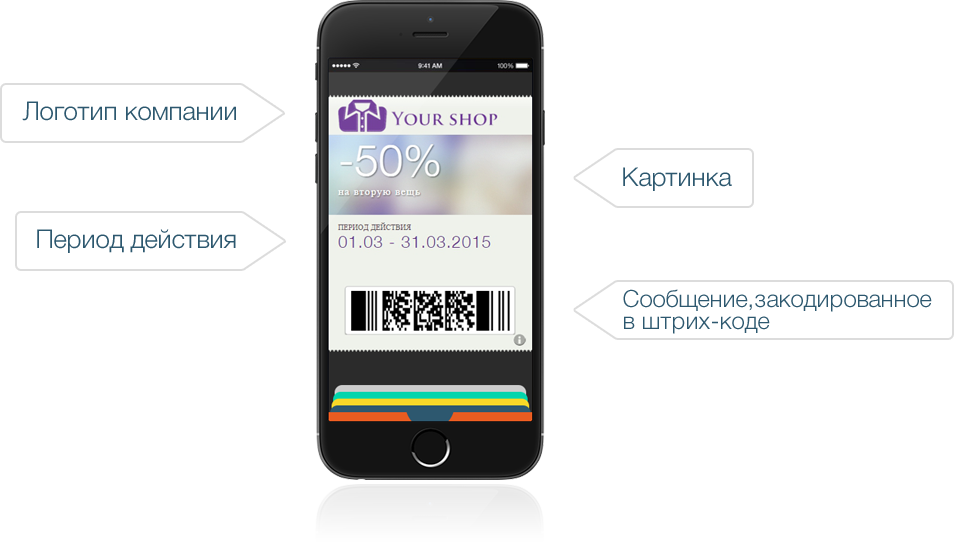 9:41 AM
100%
Логотип компании
YOUR SHOP
-50%
на вторую вещь
Картинка
Период действия
ПЕРИОД ДЕЙСТВИЯ
01.03 - 31.03.2015
Сообщение,закодированное
в штрих-коде